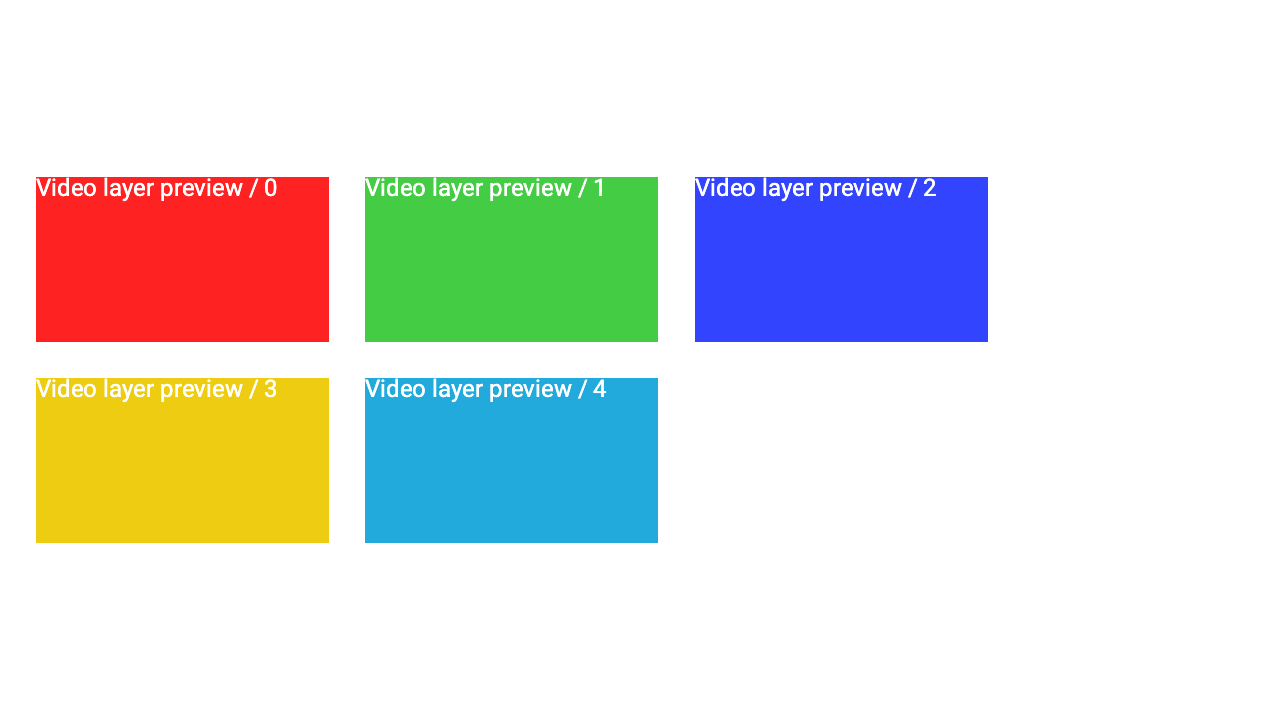 Video layer preview / 0
Video layer preview / 1
Video layer preview / 2
Video layer preview / 3
Video layer preview / 4